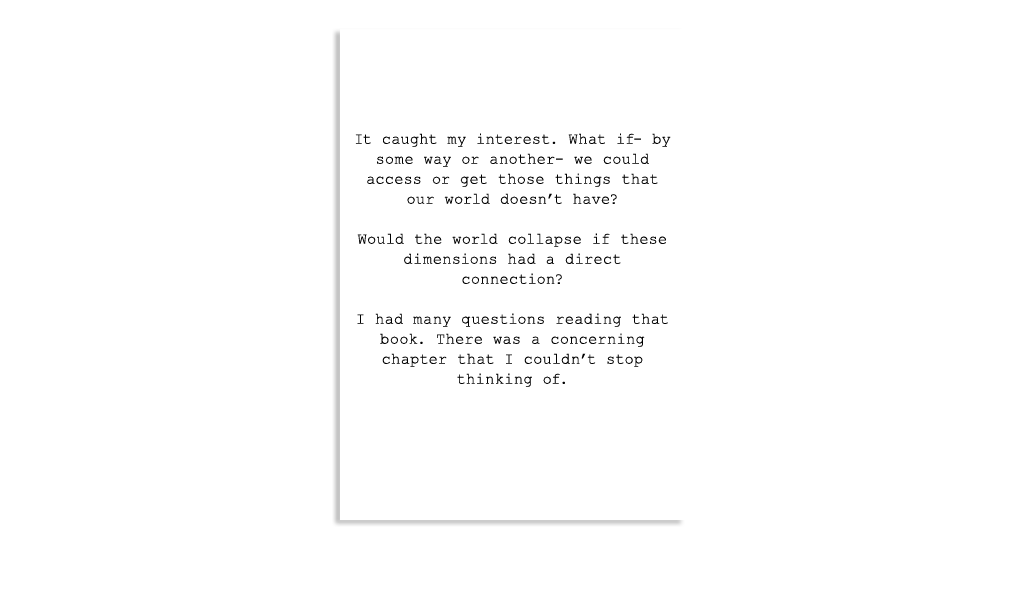 It caught my interest. What if- by
some way or another- we could
access or get those things that
our world doesn't have?
Would the world collapse if these
dimensions had a direct
connection?
I had many questions reading that
book. There was a concerning
chapter that I couldn't stop
thinking of.